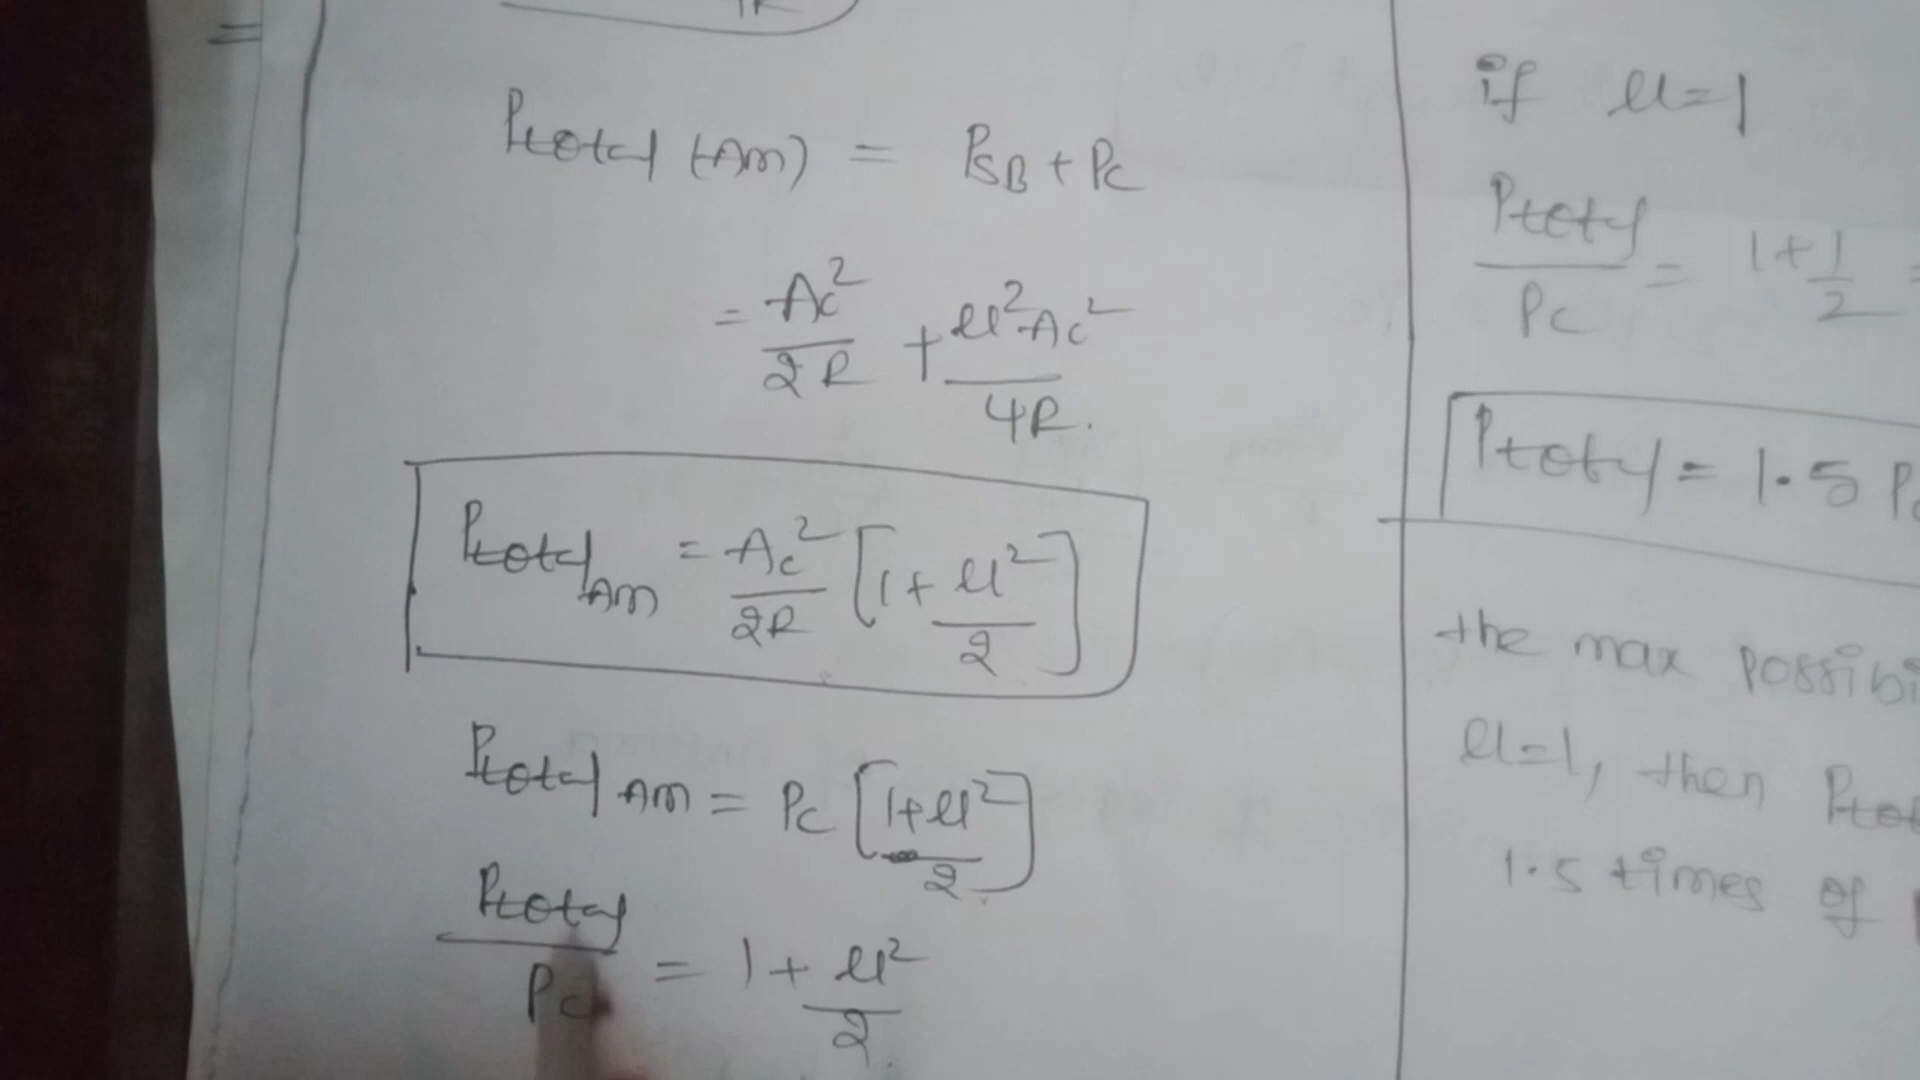 Ptotal (AM) = PSB + Pc
= Ac²/2R + μ²Ac²/4R.
Ptotal AM = Ac²/2R [1 + μ²/2]
Ptotal AM = Pc [1 + μ²/2]
Ptotal/Pc = 1 + μ²/2.
if μ=1
Ptotal/Pc = 1 + 1/2 =
Ptotal = 1.5 Pc
the max possibi
μ=1, then Ptot
1.5 times of